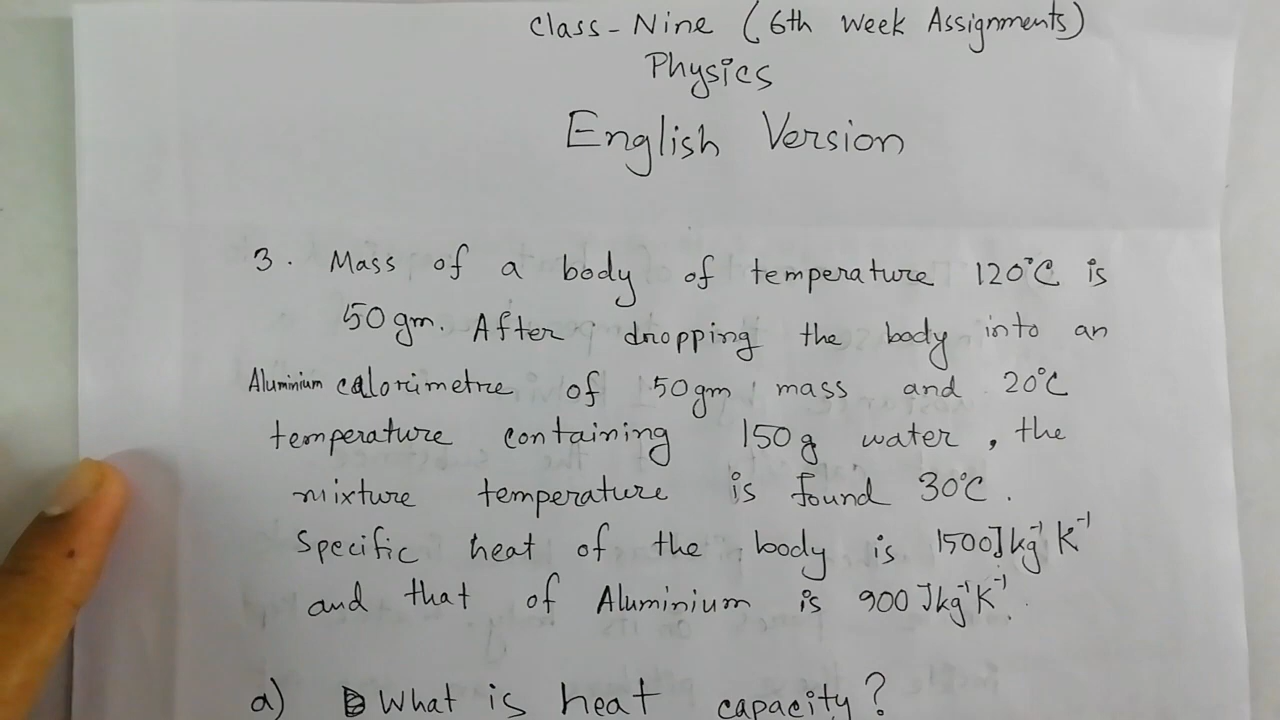 Class-Nine (6th Week Assignments)
Physics
English Version
3. Mass of a body of temperature 120°C is
50gm. After dropping the body into an
Aluminium calorimetre of 50gm mass and 20°C
temperature containing 150g water, the
mixture temperature is found 30°C.
Specific heat of the body is 1500Jkg⁻¹K⁻¹
and that of Aluminium is 900Jkg⁻¹K⁻¹.
a) What is heat capacity?